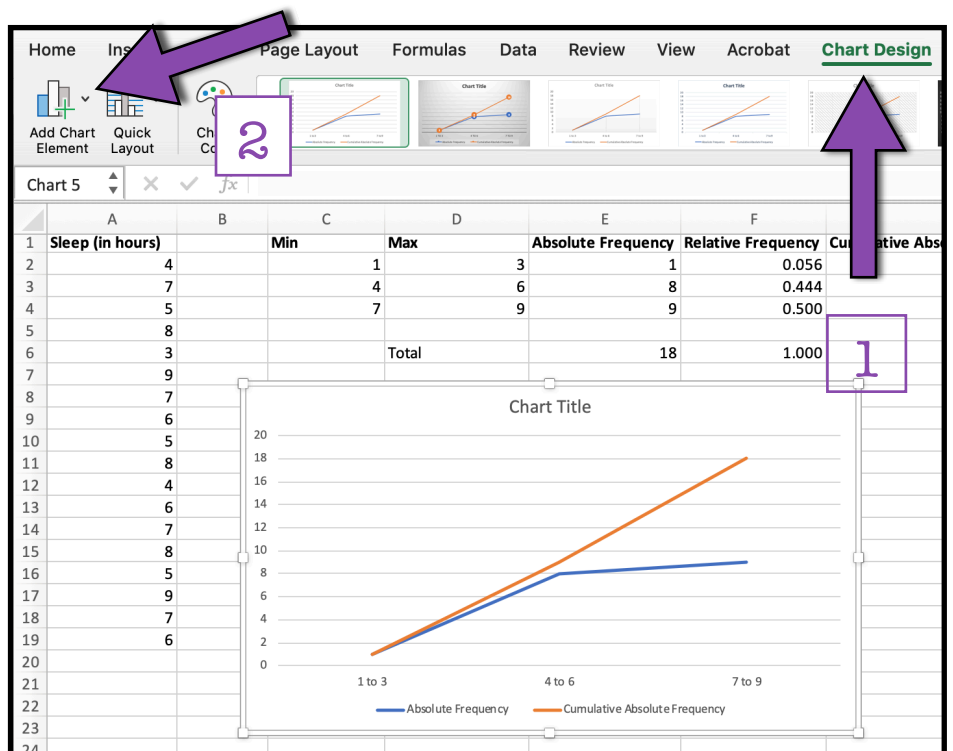 Home Ins Page Layout Formulas Data Review View Acrobat Chart Design
Add Chart Element
Quick Layout
2
Chart 5 fx
A B C D E F
1 Sleep (in hours) Min Max Absolute Frequency Relative Frequency Cumulative Abs
2 4 1 3 1 0.056
3 7 4 6 8 0.444
4 5 7 9 9 0.500
5 8
6 3 Total 18 1.000
1
7 9
8 7
9 6
10 5
11 8
12 4
13 6
14 7
15 8
16 5
17 9
18 7
19 6
20
21
22
23
24
Chart Title
20
18
16
14
12
10
8
6
4
2
0
1 to 3 4 to 6 7 to 9
Absolute Frequency Cumulative Absolute Frequency